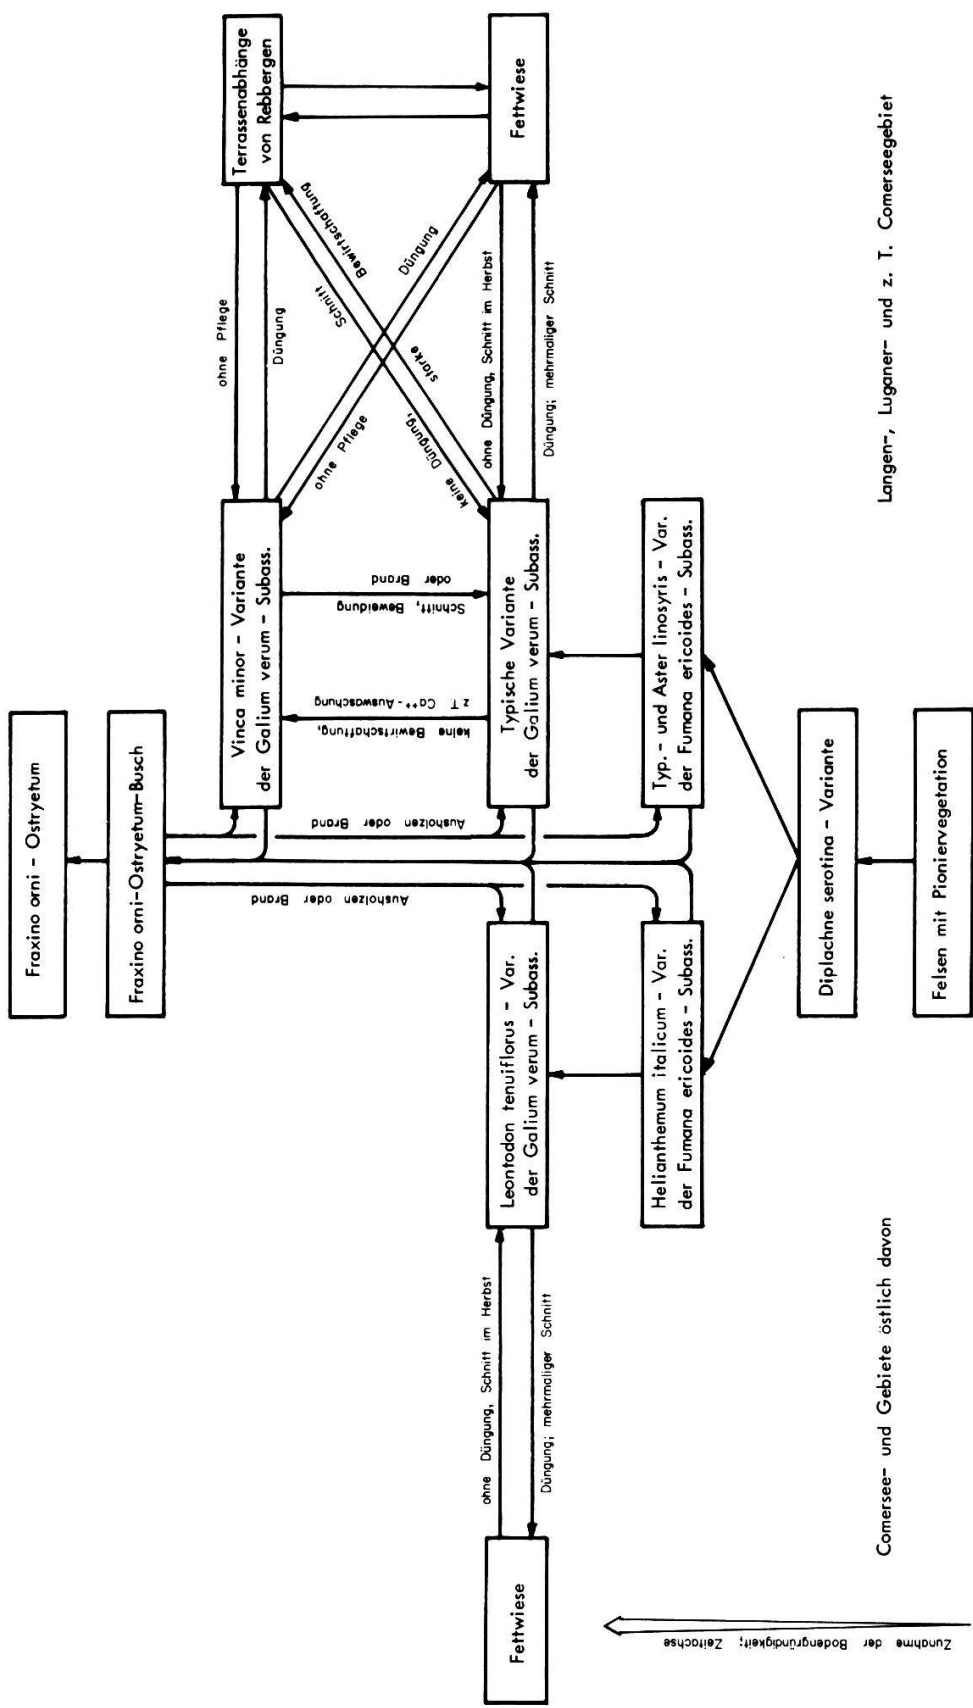 Fraxino orni - Ostryetum
Fraxino orni-Ostryetum-Busch
Ausholzen oder Brand
Ausholzen oder Brand
Terrassenabhänge
von Rebbergen
ohne Pflege
Düngung
Vinca minor - Variante
der Galium verum - Subass.
Bewirtschaftung
starke
Schnitt
keine Düngung,
Düngung
ohne Pflege
keine Bewirtschaftung,
z T Ca++-Auswaschung
Schnitt, Beweidung
oder Brand
Fettwiese
ohne Düngung, Schnitt im Herbst
Düngung; mehrmaliger Schnitt
Leontodon tenuiflorus - Var.
der Galium verum - Subass.
Typische Variante
der Galium verum - Subass.
ohne Düngung, Schnitt im Herbst
Düngung; mehrmaliger Schnitt
Fettwiese
Helianthemum italicum - Var.
der Fumana ericoides - Subass.
Typ.- und Aster linosyris - Var.
der Fumana ericoides - Subass.
Diplachne serotina - Variante
Felsen mit Pioniervegetation
Zunahme der Bodengründigkeit; Zeitachse
Comersee- und Gebiete östlich davon
Langen-, Luganer- und z. T. Comerseegebiet